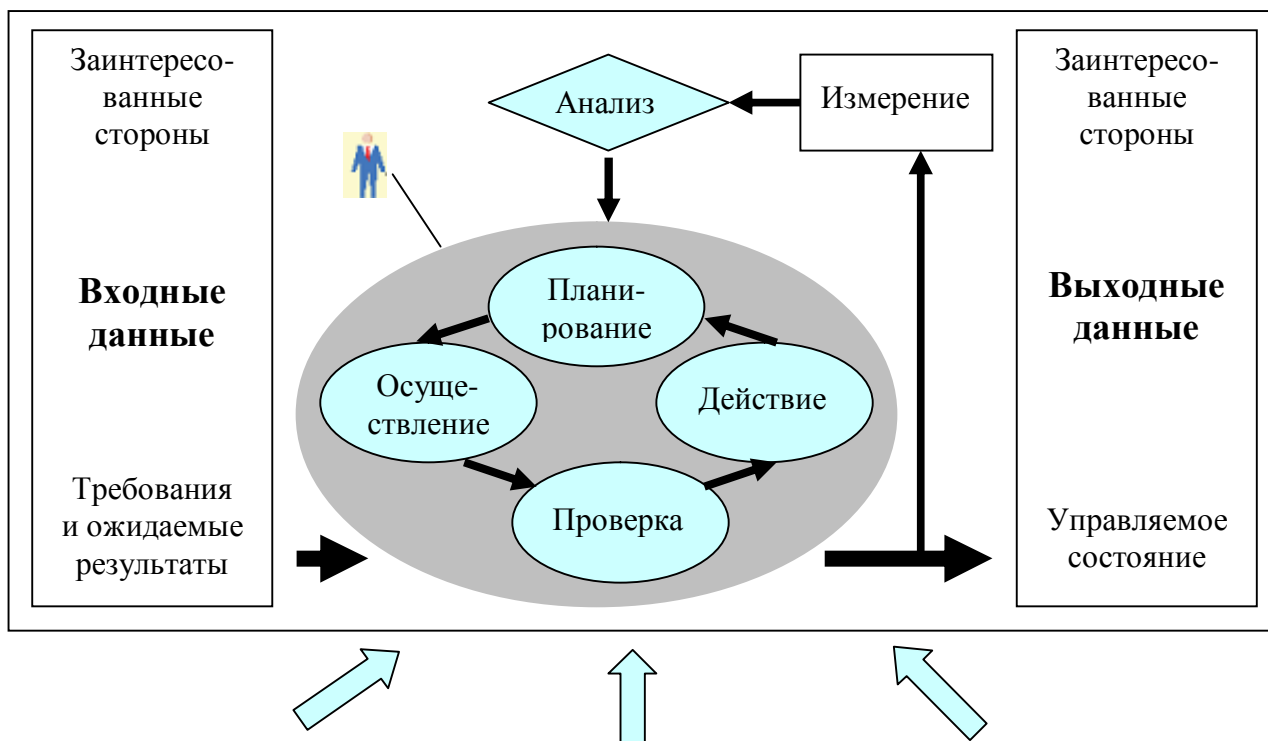 Заинтересо-
ванные
стороны
Входные
данные
Требования
и ожидаемые
результаты
Анализ
Измерение
Плани-
рование
Осуще-
ствление
Действие
Проверка
Заинтересо-
ванные
стороны
Выходные
данные
Управляемое
состояние